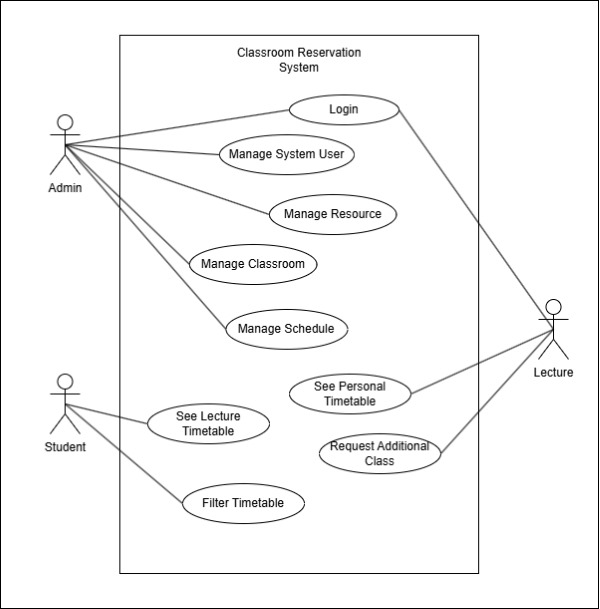 Classroom Reservation
System
Login
Manage System User
Admin
Manage Resource
Manage Classroom
Manage Schedule
Lecture
See Personal
Timetable
See Lecture
Timetable
Student
Request Additional
Class
Filter Timetable